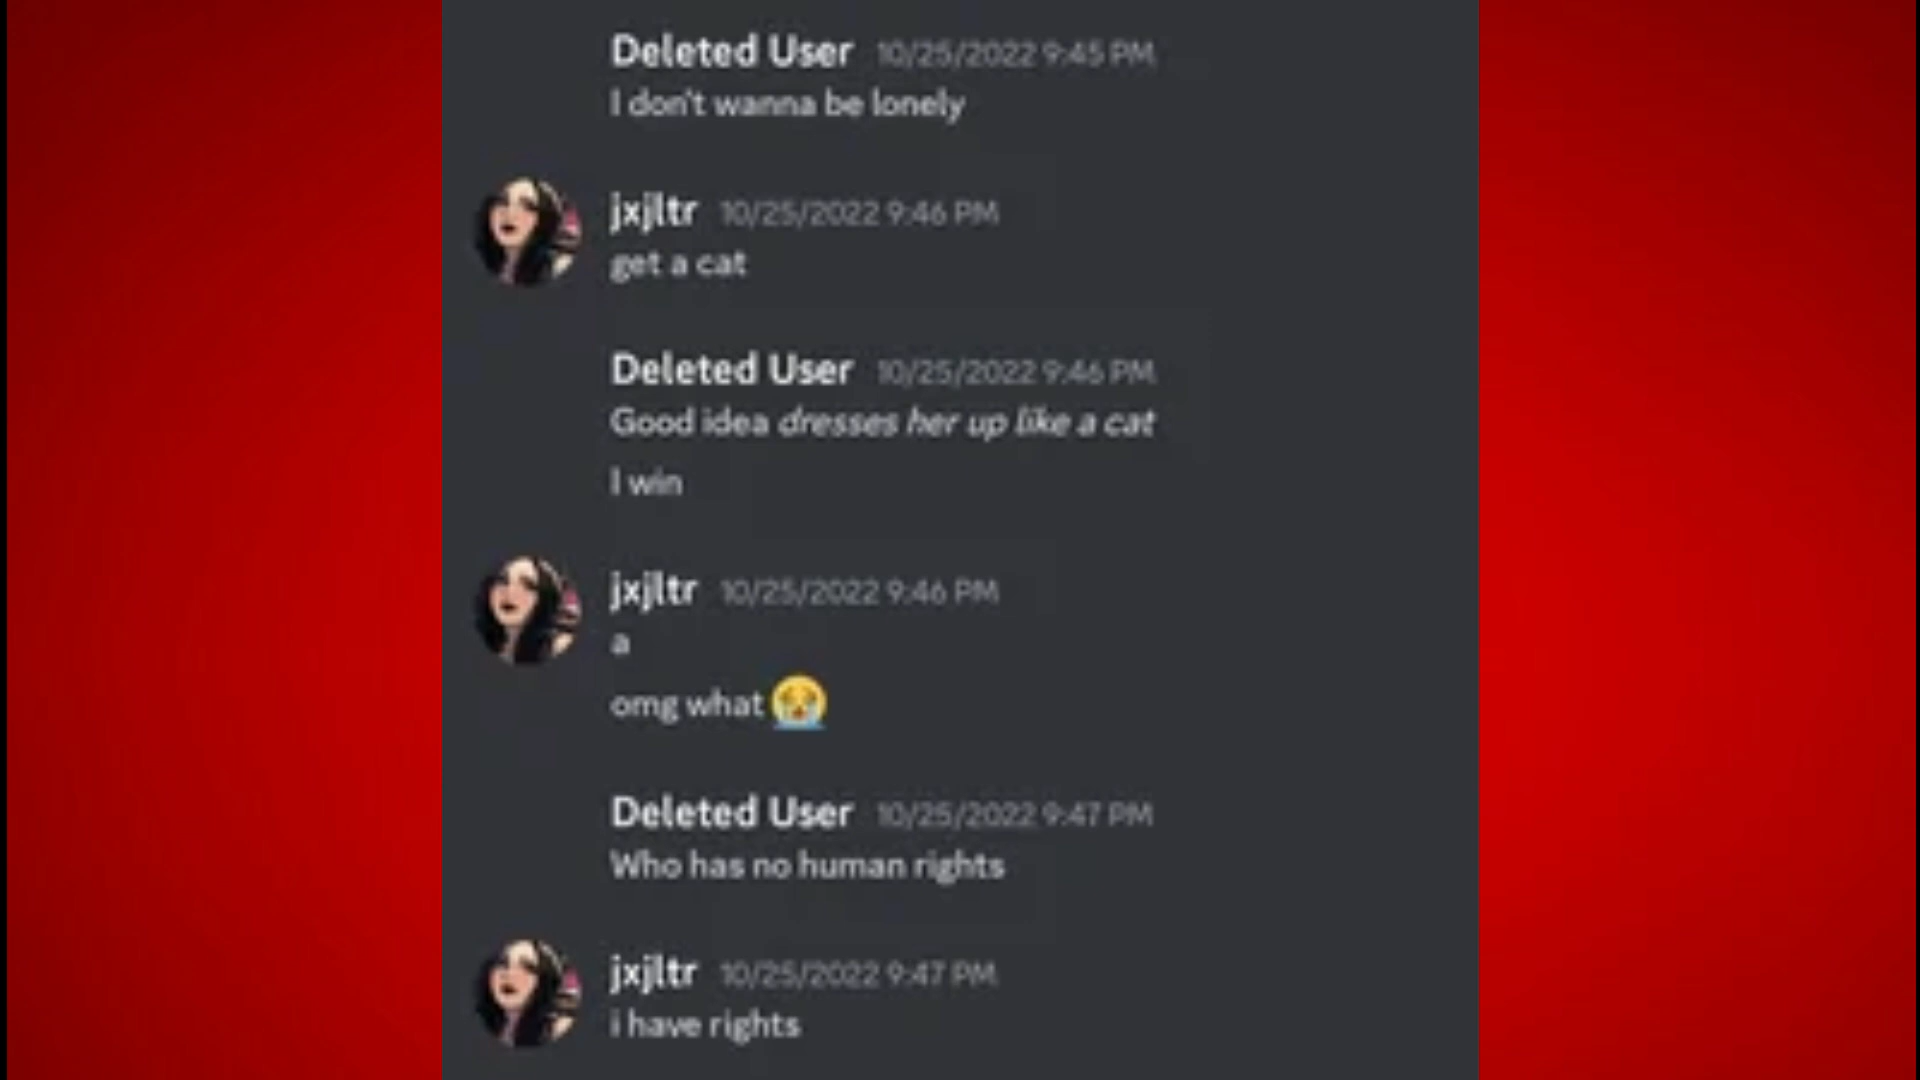 Deleted User 10/25/2022 9:45 PM
I don't wanna be lonely
jxjltr 10/25/2022 9:46 PM
get a cat
Deleted User 10/25/2022 9:46 PM
Good idea dresses her up like a cat
I win
jxjltr 10/25/2022 9:46 PM
a
omg what 😭
Deleted User 10/25/2022 9:47 PM
Who has no human rights
jxjltr 10/25/2022 9:47 PM
i have rights